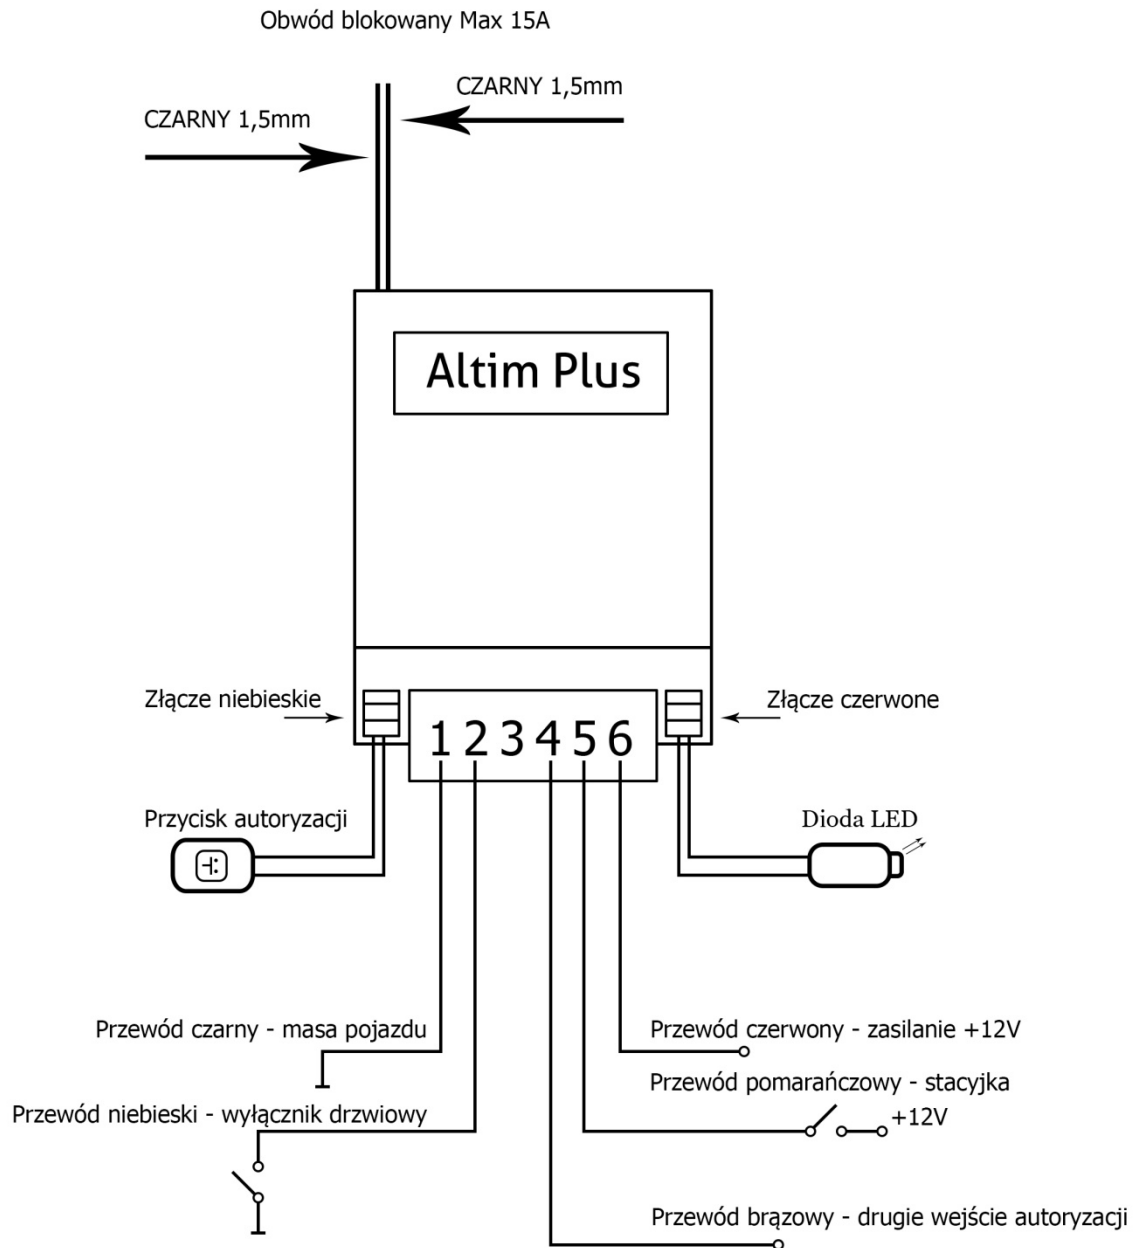 Obwód blokowany Max 15A
CZARNY 1,5mm
CZARNY 1,5mm
Altim Plus
Złącze niebieskie
Złącze czerwone
1 2 3 4 5 6
Przycisk autoryzacji
Dioda LED
Przewód czarny - masa pojazdu
Przewód czerwony - zasilanie +12V
Przewód pomarańczowy - stacyjka
+12V
Przewód niebieski - wyłącznik drzwiowy
Przewód brązowy - drugie wejście autoryzacji